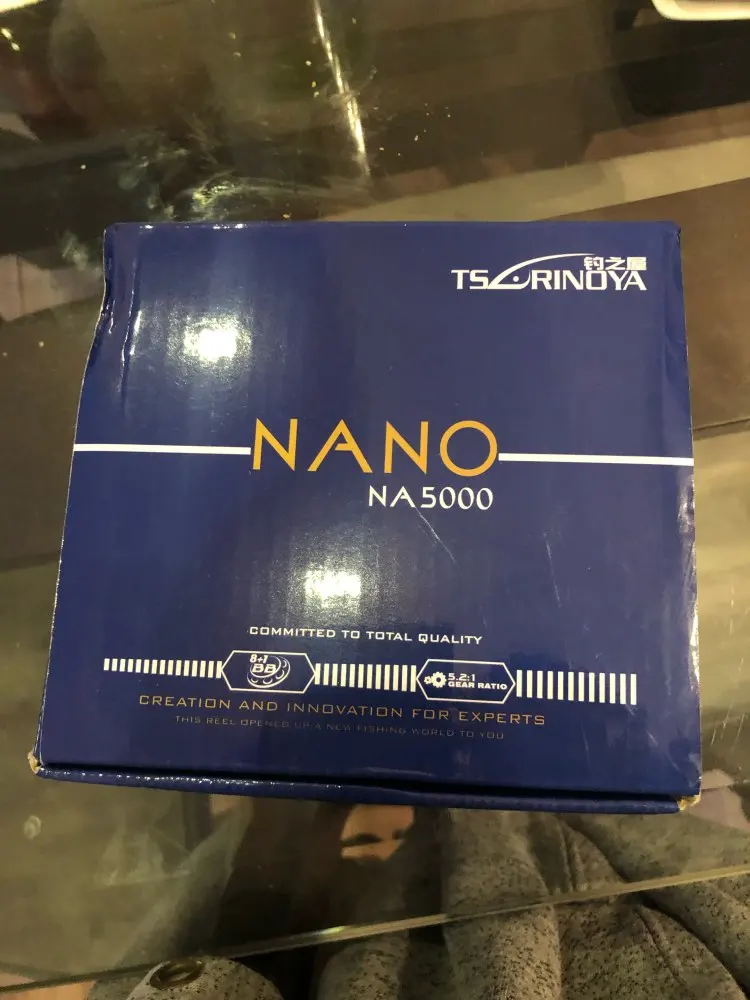 钓之屋
TSURINOYA
NANO
NA5000
COMMITTED TO TOTAL QUALITY
8+1
BB
5.2:1
GEAR RATIO
CREATION AND INNOVATION FOR EXPERTS
THIS REEL OPENED UP A NEW FISHING WORLD TO YOU